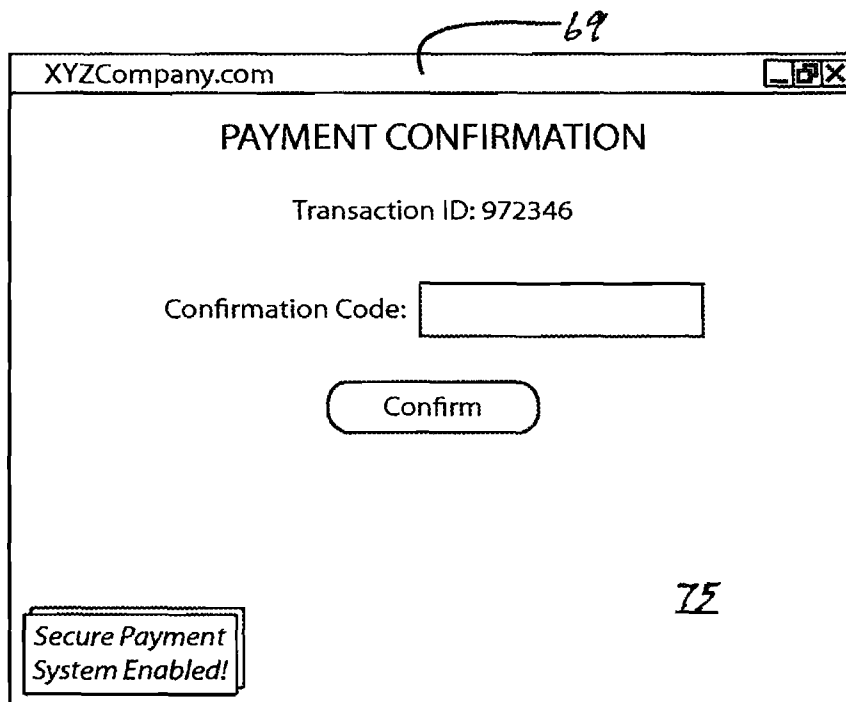 69
XYZCompany.com
PAYMENT CONFIRMATION
Transaction ID: 972346
Confirmation Code:
Confirm
75
Secure Payment
System Enabled!